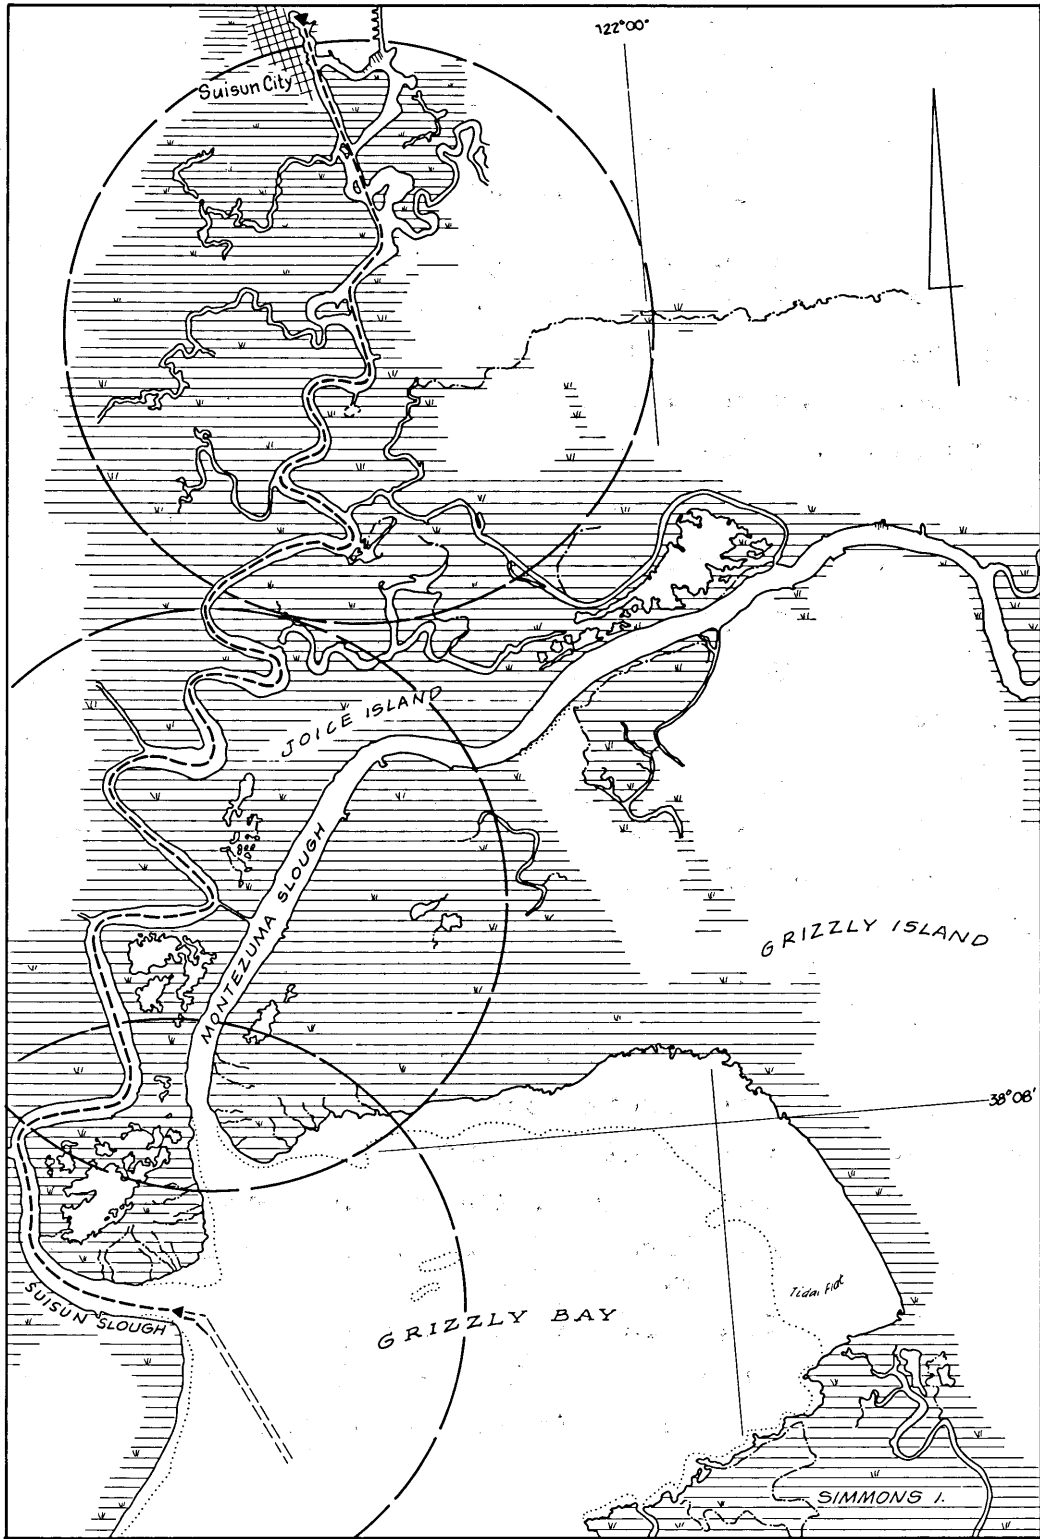 122°00'
Suisun City
JOICE ISLAND
MONTEZUMA SLOUGH
GRIZZLY ISLAND
38°08'
Tidal Flat
SUISUN SLOUGH
GRIZZLY BAY
SIMMONS I.